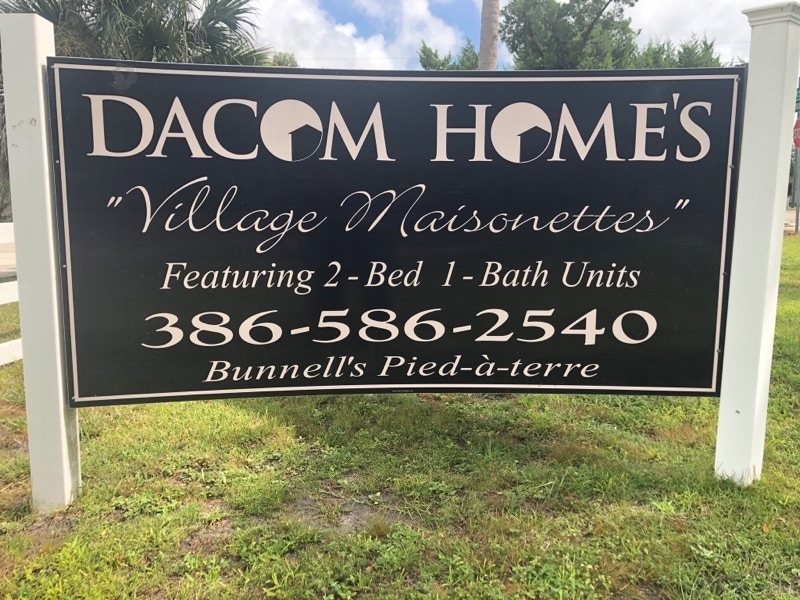 DACOM HOME'S
"Village Maisonettes"
Featuring 2-Bed 1-Bath Units
386-586-2540
Bunnell's Pied-à-terre